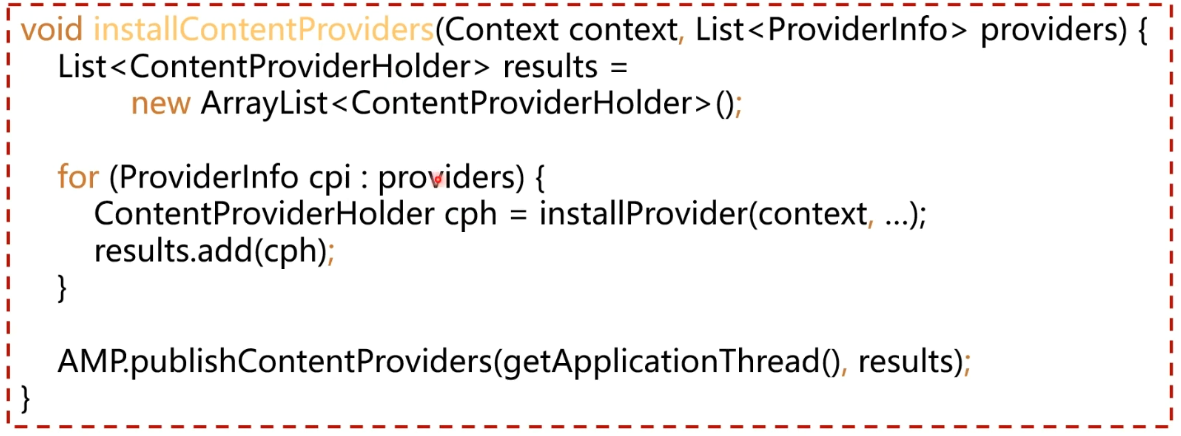 void installContentProviders(Context context, List<ProviderInfo> providers) {
List<ContentProviderHolder> results =
new ArrayList<ContentProviderHolder>();
for (ProviderInfo cpi : providers) {
ContentProviderHolder cph = installProvider(context, ...);
results.add(cph);
}
AMP.publishContentProviders(getApplicationThread(), results);
}